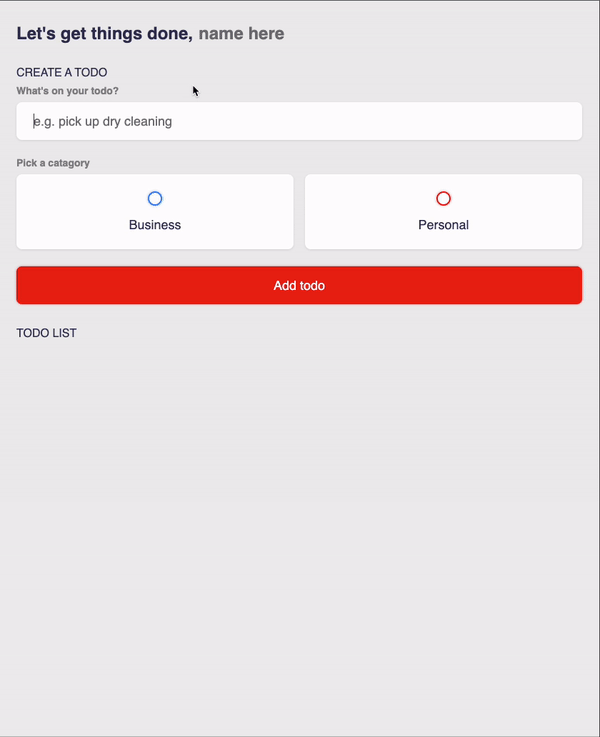 Let's get things done, name here
CREATE A TODO
What's on your todo?
e.g. pick up dry cleaning
Pick a catagory
Business Personal
Add todo
TODO LIST